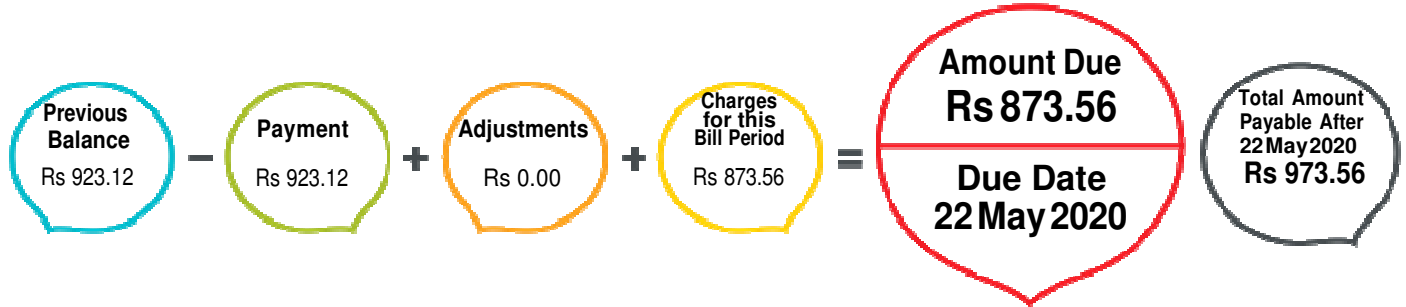 Previous
Balance
Rs 923.12
−
Payment
Rs 923.12
+
Adjustments
Rs 0.00
+
Charges
for this
Bill Period
Rs 873.56
=
Amount Due
Rs 873.56
Due Date
22 May 2020
Total Amount
Payable After
22 May 2020
Rs 973.56